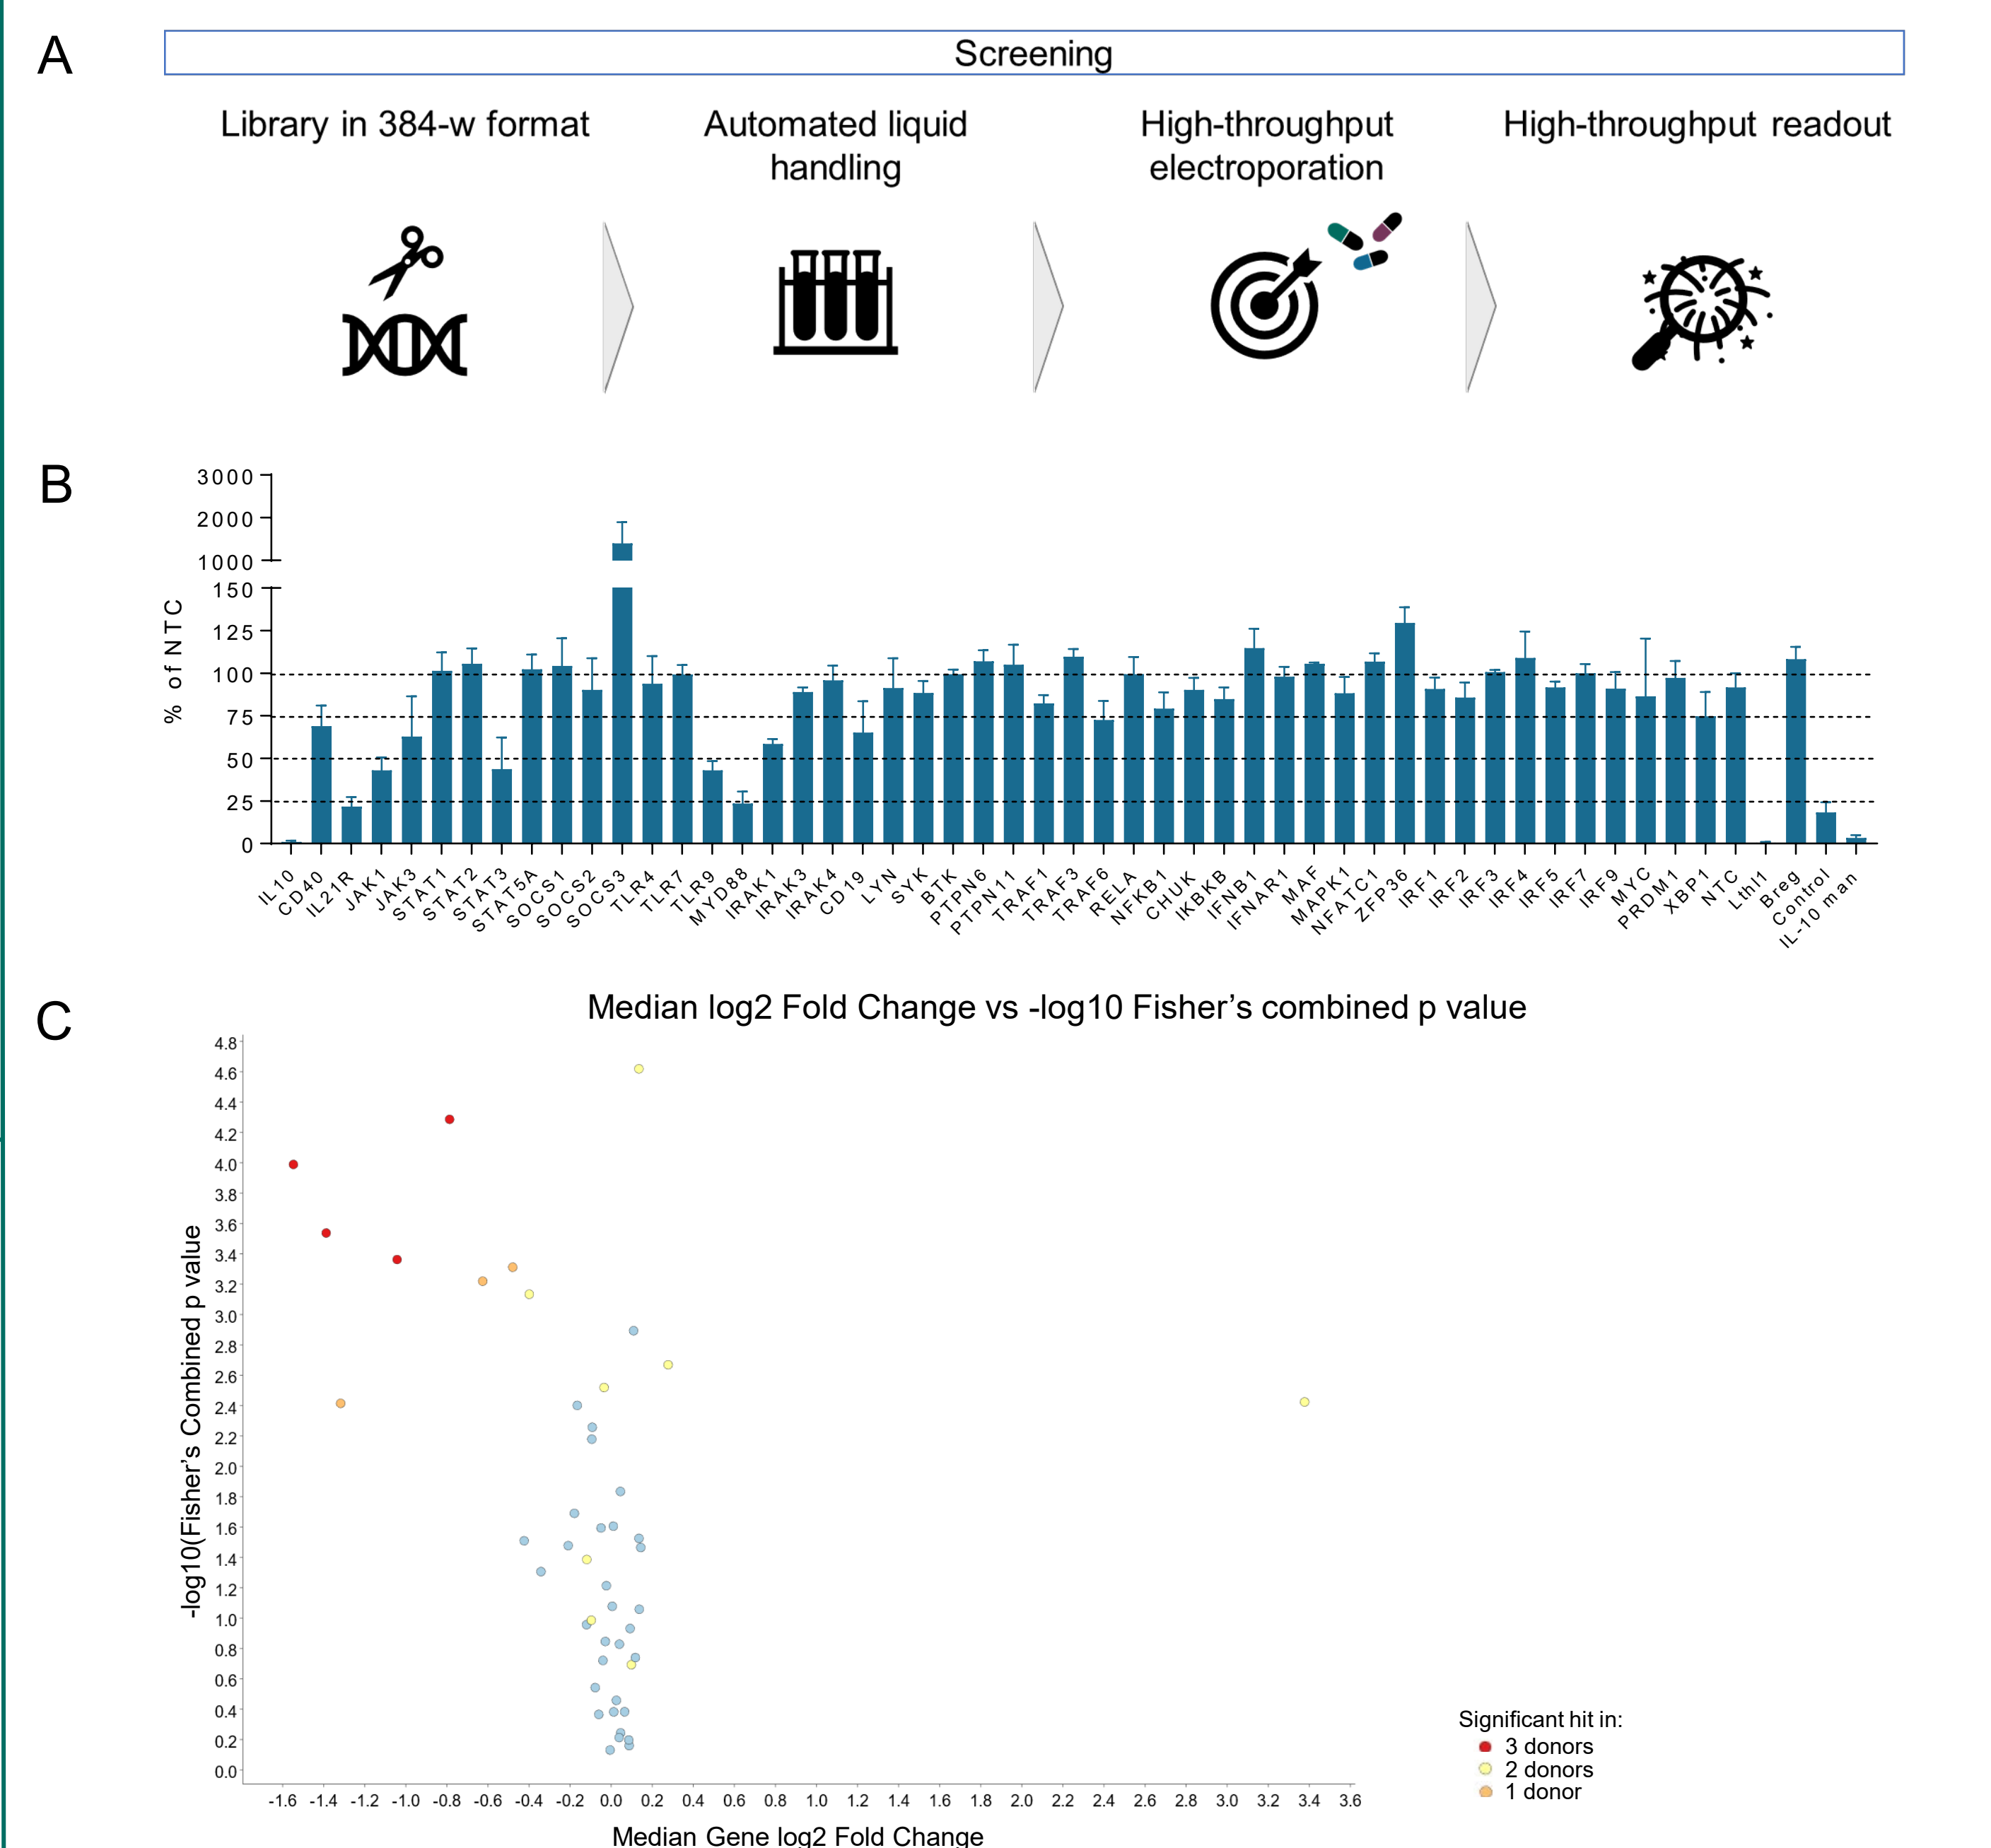 A
Screening
Library in 384-w format
Automated liquid
handling
High-throughput
electroporation
High-throughput readout
B
% of NTC
3000
2000
1000
150
125
100
75
50
25
0
IL10
CD40
IL21R
JAK1
JAK3
STAT1
STAT2
STAT3
STAT5A
SOCS1
SOCS2
SOCS3
TLR4
TLR7
TLR9
MYD88
IRAK1
IRAK3
IRAK4
CD19
LYN
SYK
BTK
PTPN6
PTPN11
TRAF1
TRAF3
TRAF6
RELA
NFKB1
CHUK
IKBKB
IFNB1
IFNAR1
MAF
MAPK1
NFATC1
ZFP36
IRF1
IRF2
IRF3
IRF4
IRF5
IRF7
IRF9
MYC
PRDM1
XBP1
NTC
Lthl1
Breg
Control
IL-10 man
C
Median log2 Fold Change vs -log10 Fisher’s combined p value
-log10(Fisher’s Combined p value
4.8
4.6
4.4
4.2
4.0
3.8
3.6
3.4
3.2
3.0
2.8
2.6
2.4
2.2
2.0
1.8
1.6
1.4
1.2
1.0
0.8
0.6
0.4
0.2
0.0
-1.6 -1.4 -1.2 -1.0 -0.8 -0.6 -0.4 -0.2 0.0 0.2 0.4 0.6 0.8 1.0 1.2 1.4 1.6 1.8 2.0 2.2 2.4 2.6 2.8 3.0 3.2 3.4 3.6
Median Gene log2 Fold Change
Significant hit in:
3 donors
2 donors
1 donor